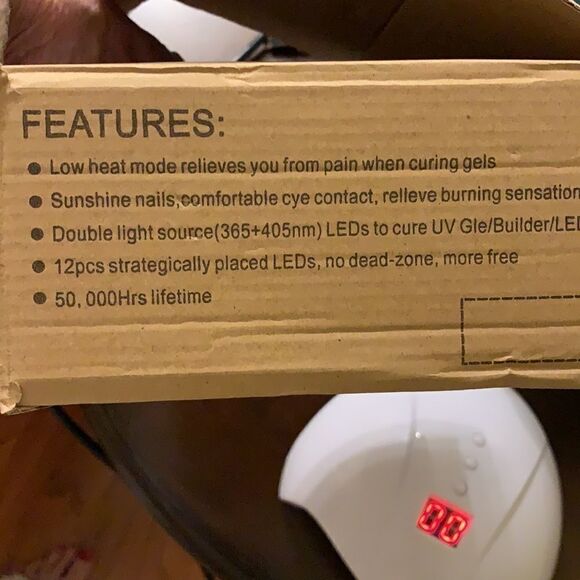 FEATURES:
● Low heat mode relieves you from pain when curing gels
● Sunshine nails,comfortable cye contact, relleve burning sensation
● Double light source(365+405nm) LEDs to cure UV Gle/Builder/LED
● 12pcs strategically placed LEDs, no dead-zone, more free
● 50, 000Hrs lifetime